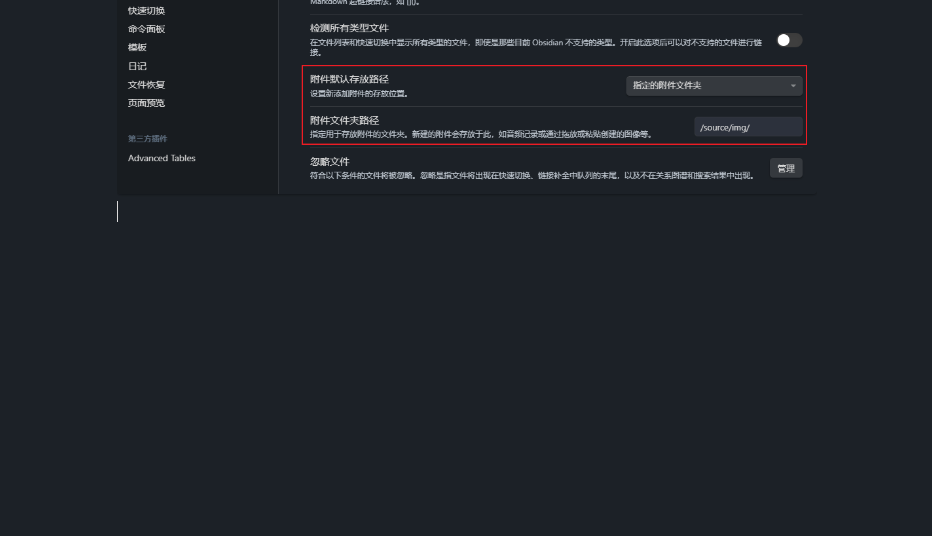 快速切换
命令面板
模板
日记
文件恢复
页面预览
第三方插件
Advanced Tables
检测所有类型文件
在文件列表和快速切换中显示所有类型的文件，即使是那些目前 Obsidian 不支持的类型。开启此选项后可以对不支持的文件进行链
接。
附件默认存放路径
设置新添加附件的存放位置。
指定的附件文件夹
附件文件夹路径
指定用于存放附件的文件夹。新建的附件会存放于此，如音频记录或通过拖放或粘贴创建的图像等。
/source/img/
忽略文件
符合以下条件的文件将被忽略。忽略是指文件将出现在快速切换、链接补全中队列的末尾，以及不在关系图谱和搜索结果中出现。
管理